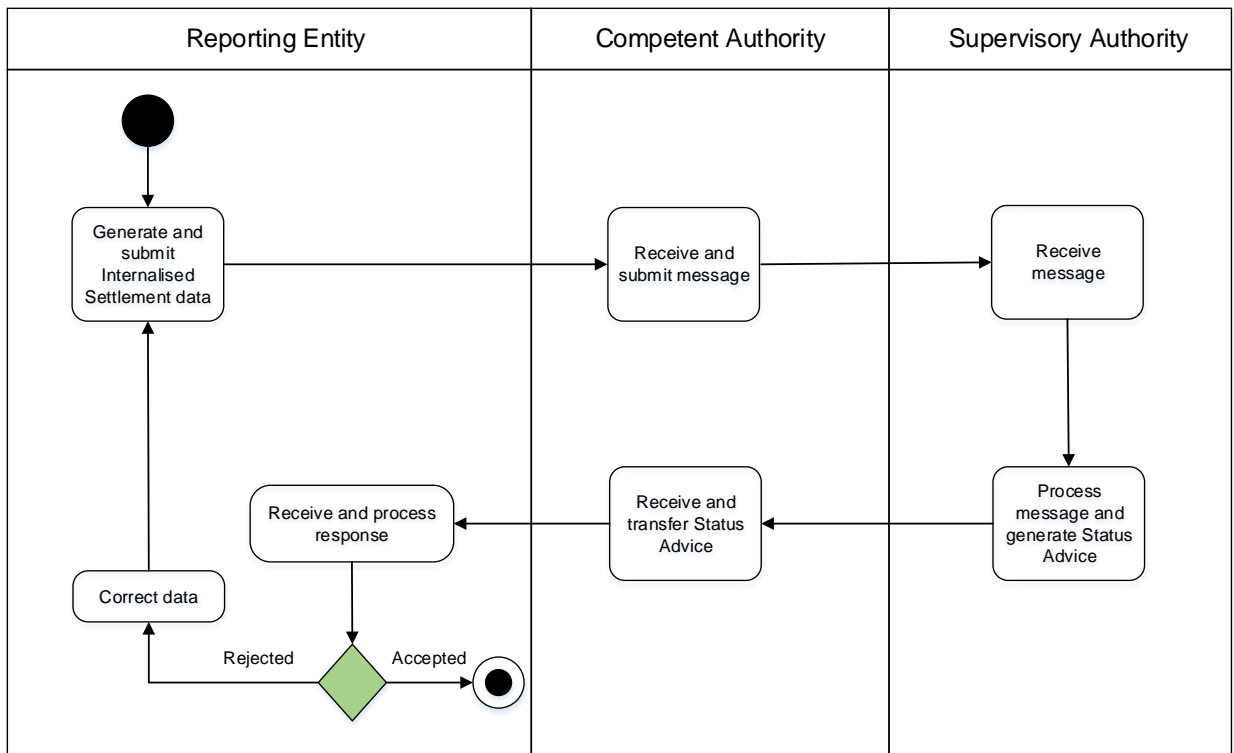 Reporting Entity
Competent Authority
Supervisory Authority
Generate and
submit
Internalised
Settlement data
Receive and
submit message
Receive
message
Receive and process
response
Receive and
transfer Status
Advice
Process
message and
generate Status
Advice
Correct data
Rejected
Accepted